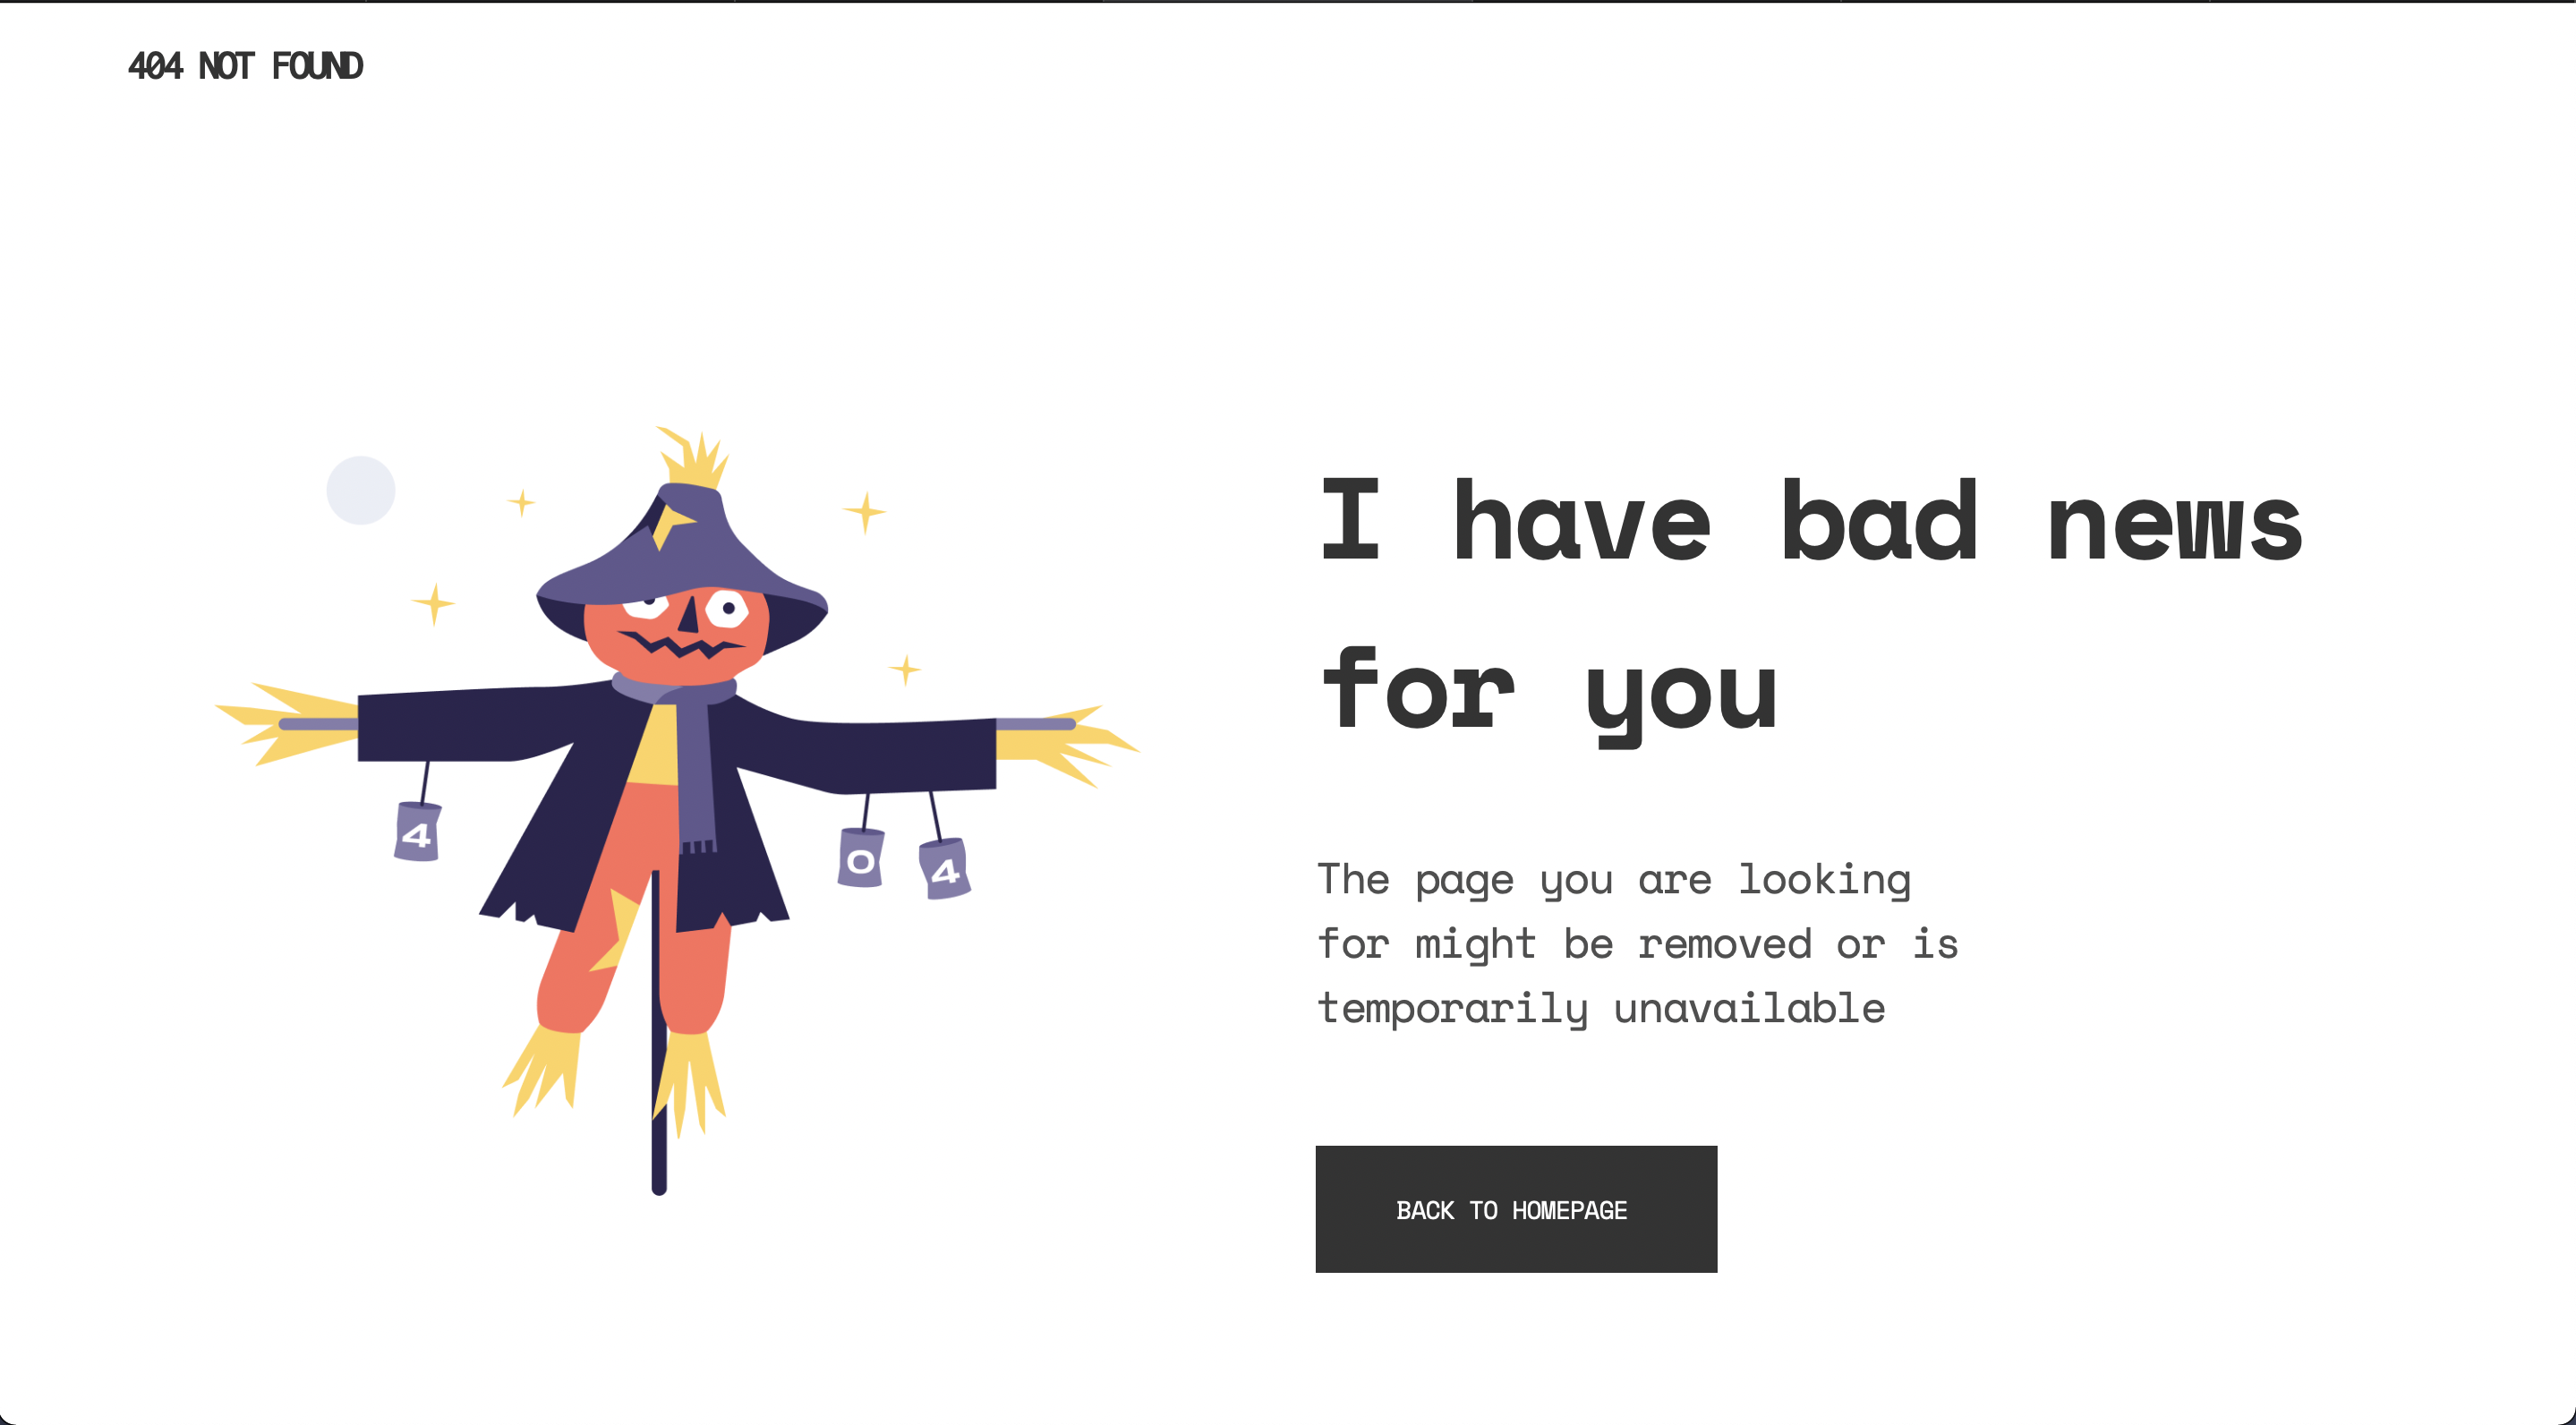 404 NOT FOUND
4
0
4
I have bad news
for you
The page you are looking
for might be removed or is
temporarily unavailable
BACK TO HOMEPAGE